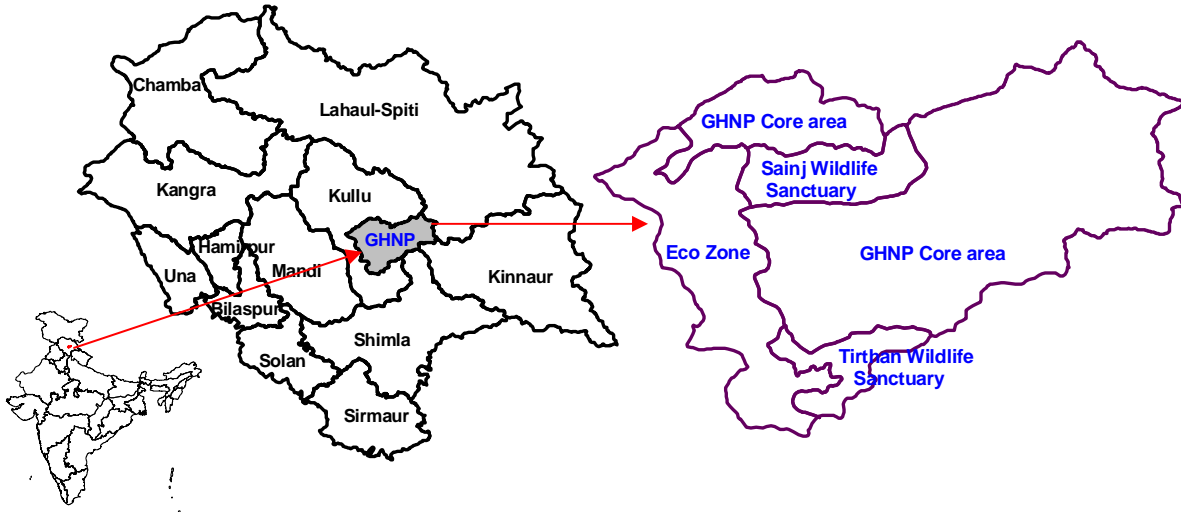 Chamba
Lahaul-Spiti
Kangra
Kullu
Hamirpur
GHNP
Una
Mandi
Kinnaur
Bilaspur
Shimla
Solan
Sirmaur
GHNP Core area
Sainj Wildlife
Sanctuary
Eco Zone
GHNP Core area
Tirthan Wildlife
Sanctuary